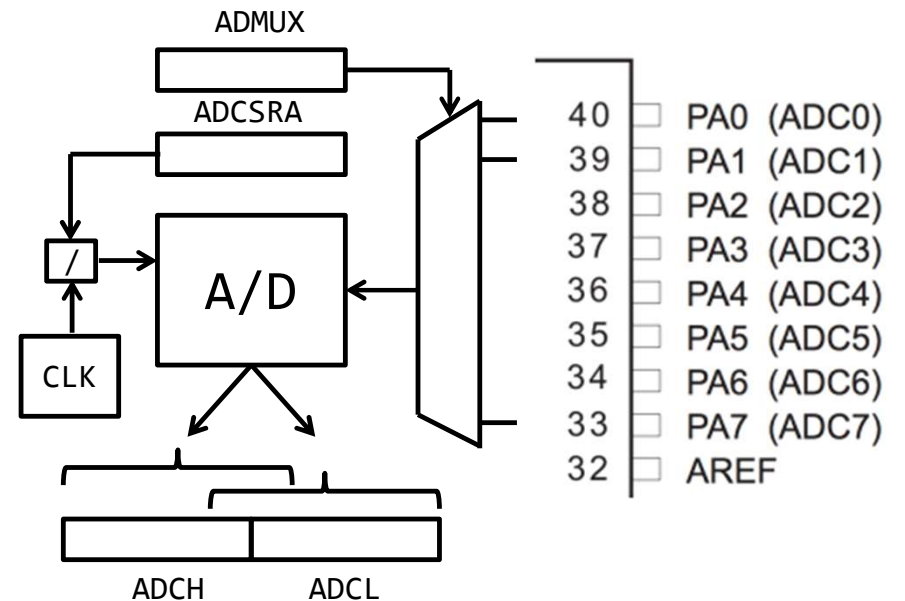 ADMUX
ADCSRA
/
A/D
CLK
ADCH
ADCL
40 PA0 (ADC0)
39 PA1 (ADC1)
38 PA2 (ADC2)
37 PA3 (ADC3)
36 PA4 (ADC4)
35 PA5 (ADC5)
34 PA6 (ADC6)
33 PA7 (ADC7)
32 AREF